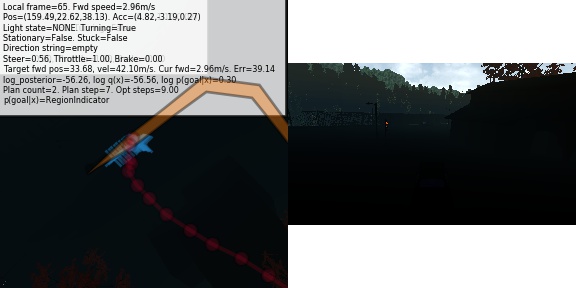 Local frame=65. Fwd speed=2.96m/s
Pos=(159.49,22.62,38.13). Acc=(4.82,-3.19,0.27)
Light state=NONE. Turning=True
Stationary=False. Stuck=False
Direction string=empty
Steer=0.56, Throttle=1.00, Brake=0.00
Target fwd pos=33.68, vel=42.10m/s. Cur fwd=2.96m/s. Err=39.14
log_posterior=-56.26, log q(x)=-56.56, log p(goal|x)=0.30
Plan count=2. Plan step=7. Opt steps=9.00
p(goal|x)=RegionIndicator